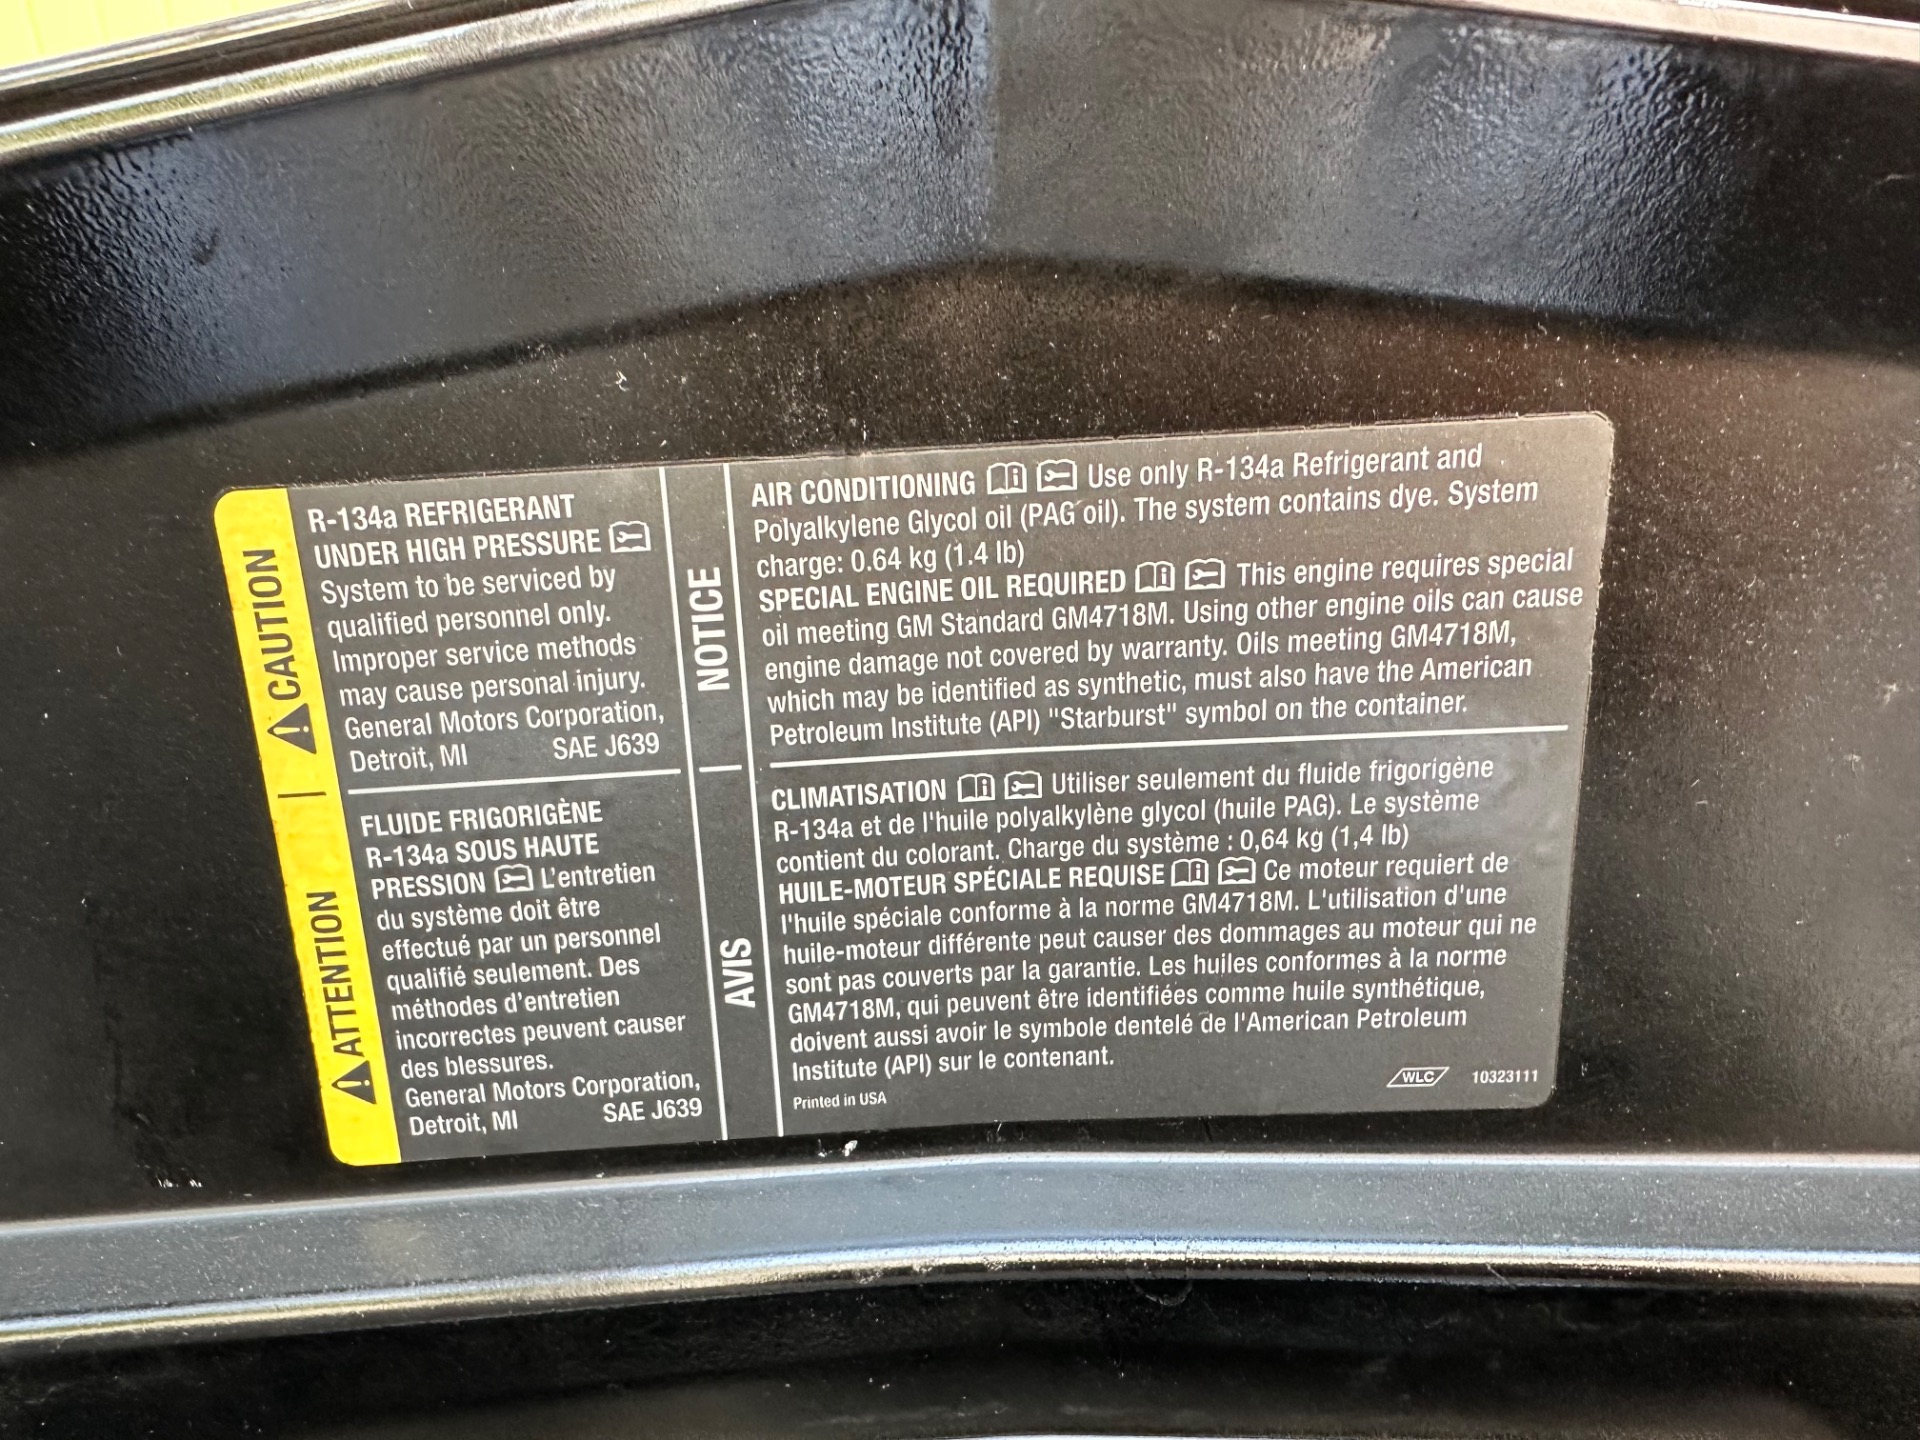 CAUTION
R-134a REFRIGERANT
UNDER HIGH PRESSURE
System to be serviced by
qualified personnel only.
Improper service methods
may cause personal injury.
General Motors Corporation,
Detroit, MI SAE J639
ATTENTION
FLUIDE FRIGORIGÈNE
R-134a SOUS HAUTE
PRESSION L'entretien
du système doit être
effectué par un personnel
qualifié seulement. Des
méthodes d'entretien
incorrectes peuvent causer
des blessures.
General Motors Corporation,
Detroit, MI SAE J639
NOTICE
AIR CONDITIONING Use only R-134a Refrigerant and
Polyalkylene Glycol oil (PAG oil). The system contains dye. System
charge: 0.64 kg (1.4 lb)
SPECIAL ENGINE OIL REQUIRED This engine requires special
oil meeting GM Standard GM4718M. Using other engine oils can cause
engine damage not covered by warranty. Oils meeting GM4718M,
which may be identified as synthetic, must also have the American
Petroleum Institute (API) "Starburst" symbol on the container.
AVIS
CLIMATISATION Utiliser seulement du fluide frigorigène
R-134a et de l'huile polyalkylène glycol (huile PAG). Le système
contient du colorant. Charge du système : 0,64 kg (1,4 lb)
HUILE-MOTEUR SPÉCIALE REQUISE Ce moteur requiert de
l'huile spéciale conforme à la norme GM4718M. L'utilisation d'une
huile-moteur différente peut causer des dommages au moteur qui ne
sont pas couverts par la garantie. Les huiles conformes à la norme
GM4718M, qui peuvent être identifiées comme huile synthétique,
doivent aussi avoir le symbole dentelé de l'American Petroleum
Institute (API) sur le contenant.
Printed in USA
WLC 10323111